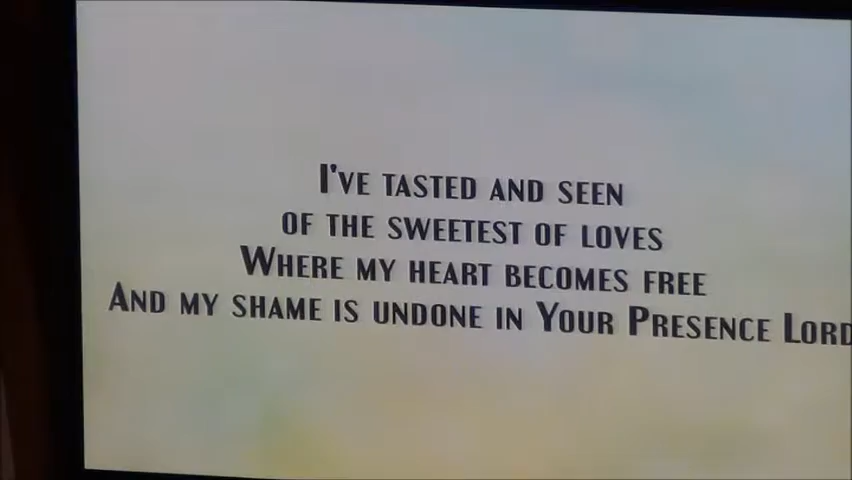 I've tasted and seen
of the sweetest of loves
Where my heart becomes free
And my shame is undone in Your Presence Lord